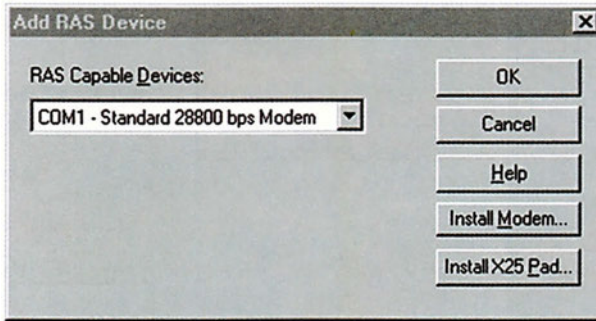 Add RAS Device
RAS Capable Devices:
COM1 - Standard 28800 bps Modem
OK
Cancel
Help
Install Modem...
Install X25 Pad...